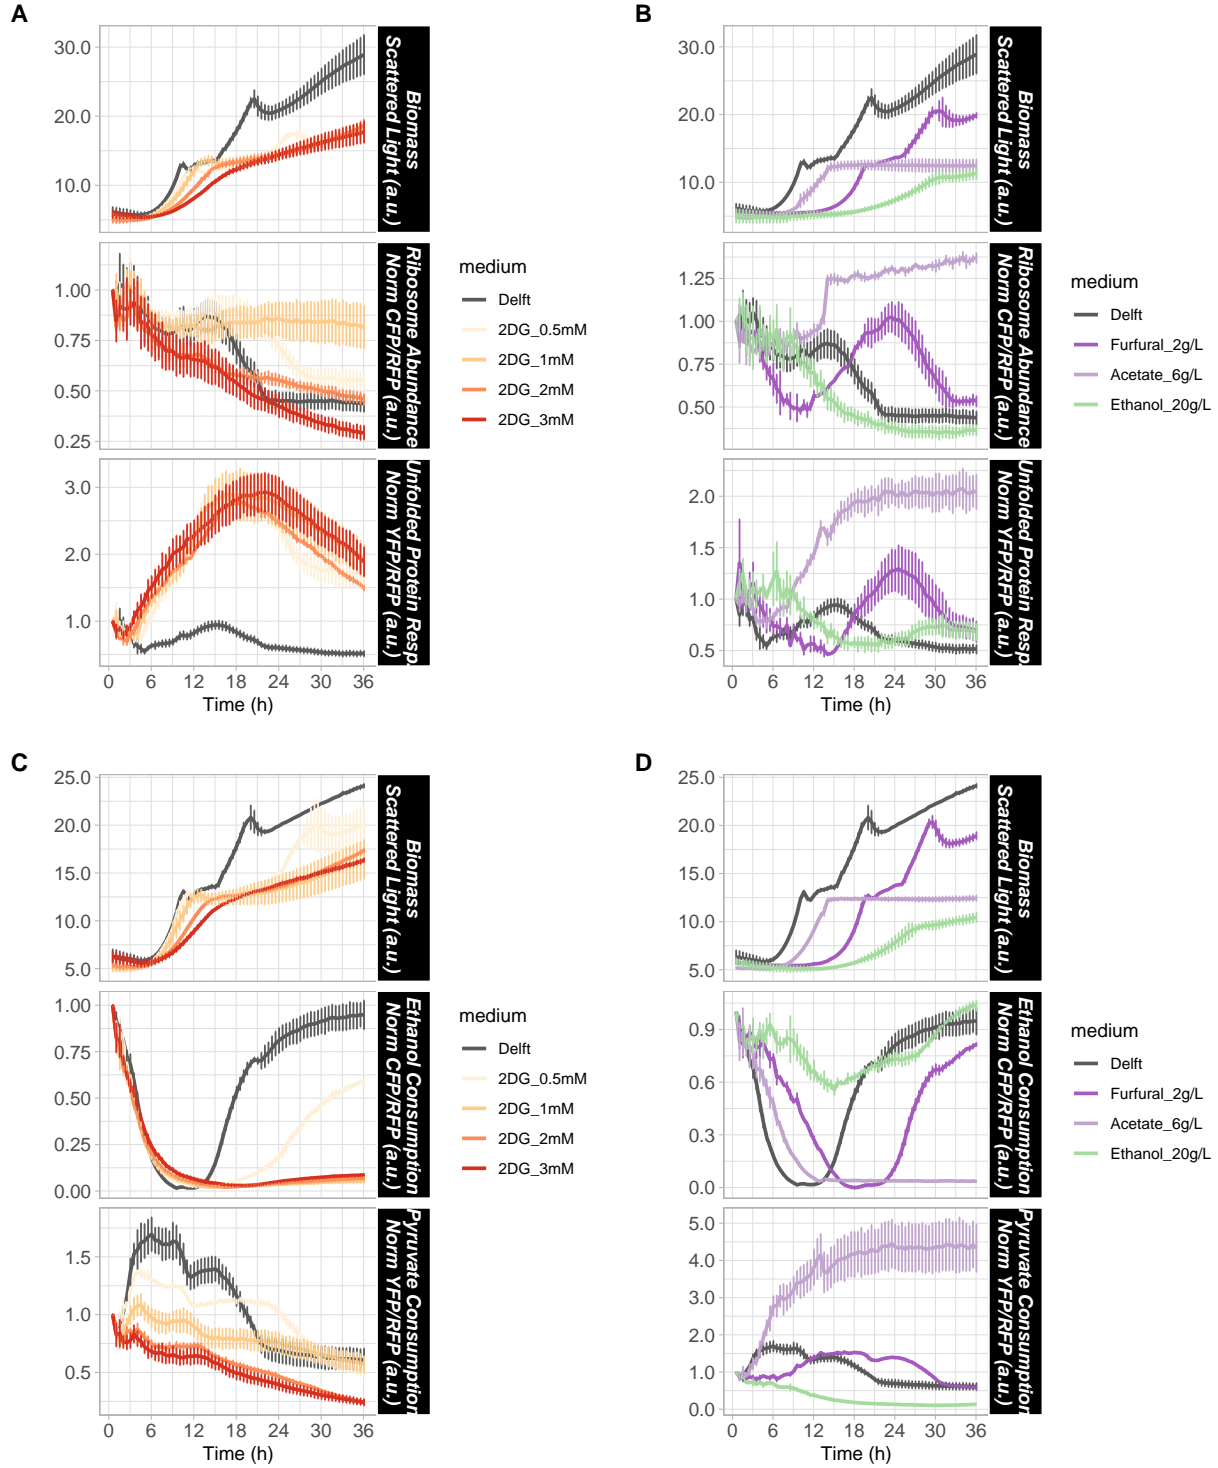 A
30.0
20.0
10.0
Biomass
Scattered Light (a.u.)
1.00
0.75
0.50
0.25
Ribosome Abundance
Norm CFP/RFP (a.u.)
3.0
2.0
1.0
Unfolded Protein Resp.
Norm YFP/RFP (a.u.)
0 6 12 18 24 30 36
Time (h)
medium
Delft
2DG_0.5mM
2DG_1mM
2DG_2mM
2DG_3mM
B
30.0
20.0
10.0
Biomass
Scattered Light (a.u.)
1.25
1.00
0.75
0.50
Ribosome Abundance
Norm CFP/RFP (a.u.)
2.0
1.5
1.0
0.5
Unfolded Protein Resp.
Norm YFP/RFP (a.u.)
0 6 12 18 24 30 36
Time (h)
medium
Delft
Furfural_2g/L
Acetate_6g/L
Ethanol_20g/L
C
25.0
20.0
15.0
10.0
5.0
Biomass
Scattered Light (a.u.)
1.00
0.75
0.50
0.25
0.00
Ethanol Consumption
Norm CFP/RFP (a.u.)
1.5
1.0
0.5
Pyruvate Consumption
Norm YFP/RFP (a.u.)
0 6 12 18 24 30 36
Time (h)
medium
Delft
2DG_0.5mM
2DG_1mM
2DG_2mM
2DG_3mM
D
25.0
20.0
15.0
10.0
5.0
Biomass
Scattered Light (a.u.)
0.9
0.6
0.3
0.0
Ethanol Consumption
Norm CFP/RFP (a.u.)
5.0
4.0
3.0
2.0
1.0
0.0
Pyruvate Consumption
Norm YFP/RFP (a.u.)
0 6 12 18 24 30 36
Time (h)
medium
Delft
Furfural_2g/L
Acetate_6g/L
Ethanol_20g/L